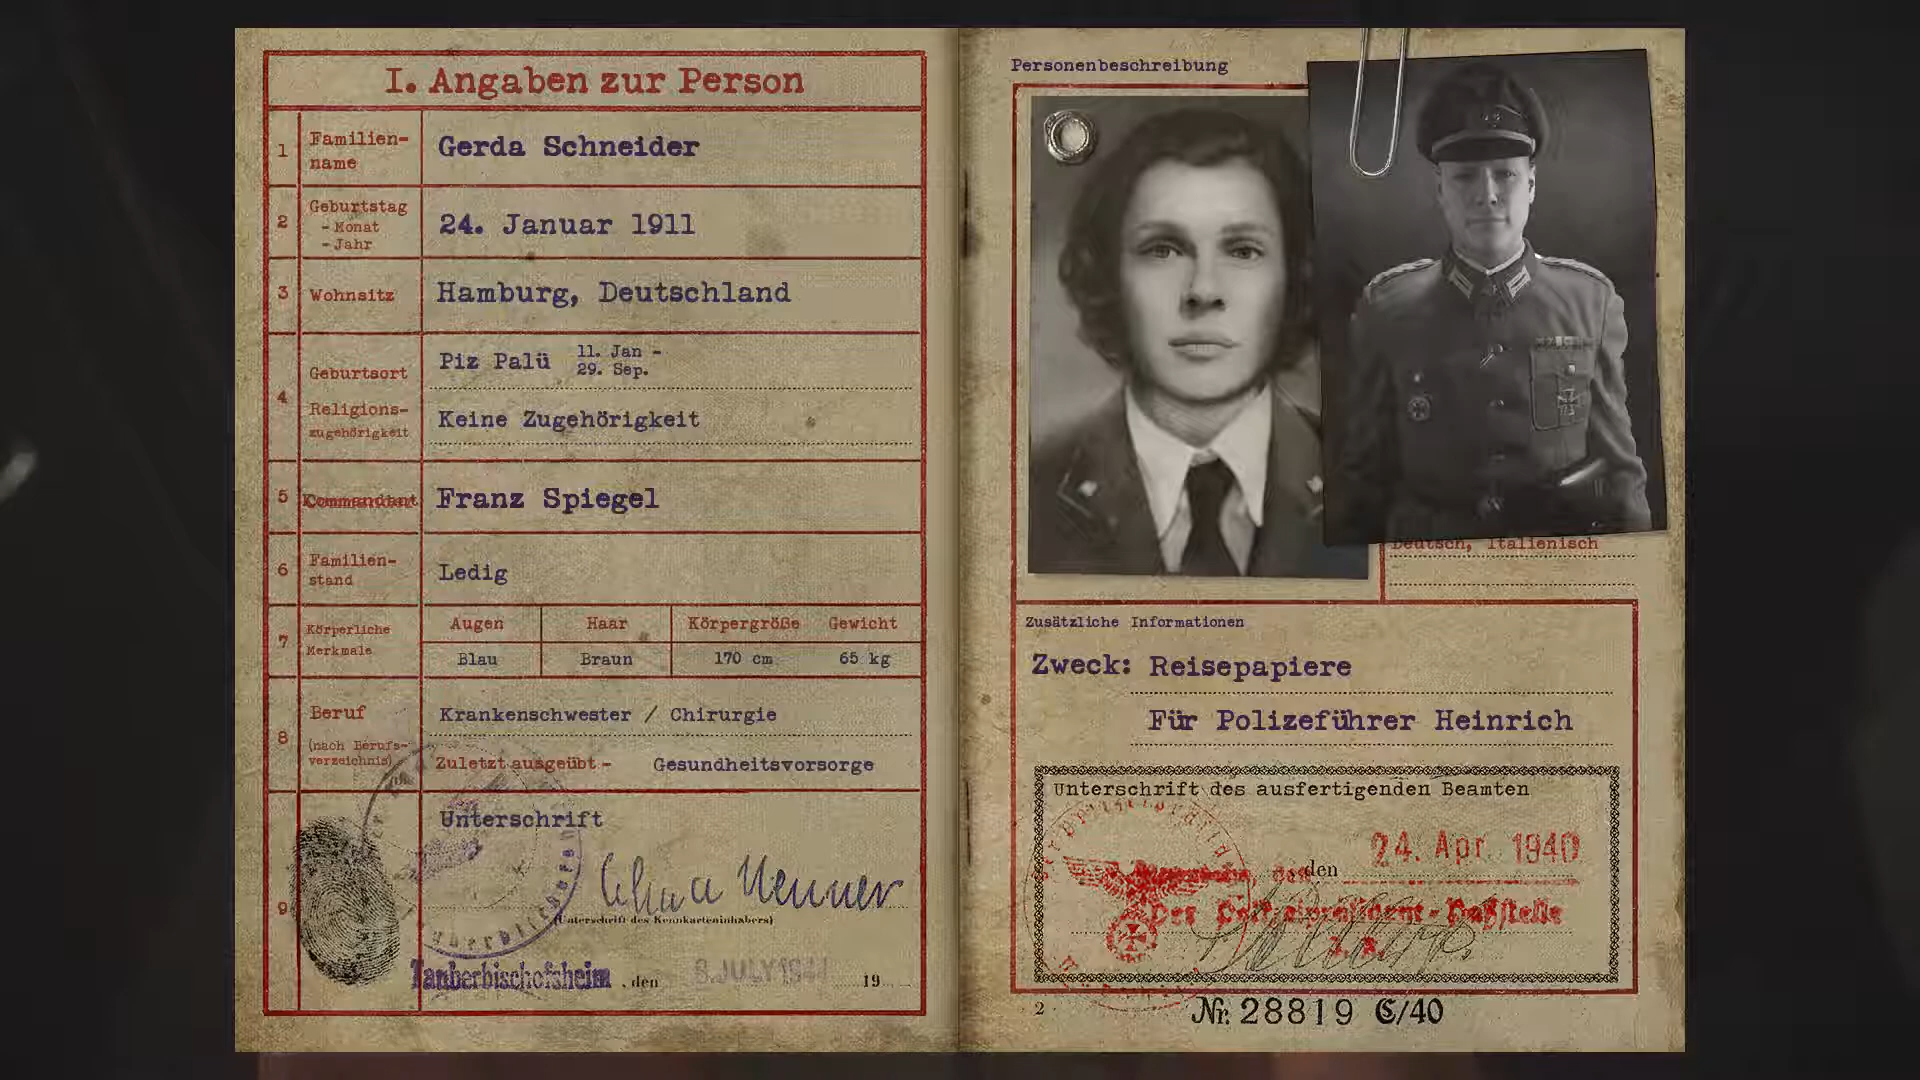 I. Angaben zur Person
1 Familien-
name
Gerda Schneider
2 Geburtstag
- Monat
- Jahr
24. Januar 1911
3 Wohnsitz
Hamburg, Deutschland
4 Geburtsort
Piz Palü 11. Jan -
29. Sep.
Religions-
zugehörigkeit
Keine Zugehörigkeit
5 Commandant
Franz Spiegel
6 Familien-
stand
Ledig
7 Körperliche
Merkmale
Augen Haar Körpergröße Gewicht
Blau Braun 170 cm 65 kg
8 Beruf
(nach Berufs-
verzeichnis)
Krankenschwester / Chirurgie
Zuletzt ausgeübt - Gesundheitsvorsorge
9
Unterschrift
(Unterschrift des Kennkarteninhabers)
Tauberbischofsheim, den 19
Personenbeschreibung
Deutsch, Italienisch
Zusätzliche Informationen
Zweck: Reisepapiere
Für Polizeführer Heinrich
Unterschrift des ausfertigenden Beamten
den 24. Apr. 1940
Der Polizeipräsident - Paßstelle
2
Nr. 28819 C/40